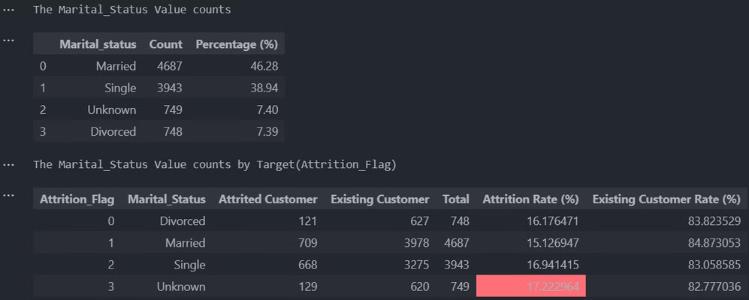 ... The Marital_Status Value counts
...
Marital_status Count Percentage (%)
0 Married 4687 46.28
1 Single 3943 38.94
2 Unknown 749 7.40
3 Divorced 748 7.39
... The Marital_Status Value counts by Target(Attrition_Flag)
...
Attrition_Flag Marital_Status Attrited Customer Existing Customer Total Attrition Rate (%) Existing Customer Rate (%)
0 Divorced 121 627 748 16.176471 83.823529
1 Married 709 3978 4687 15.126947 84.873053
2 Single 668 3275 3943 16.941415 83.058585
3 Unknown 129 620 749 17.222964 82.777036